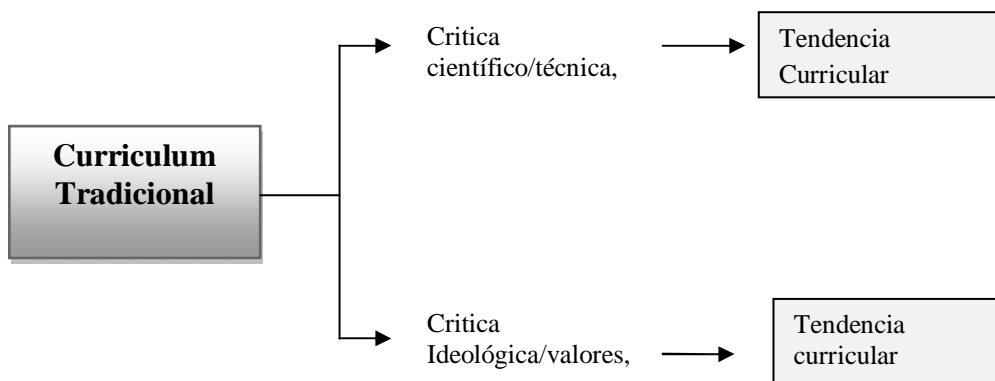 Critica
científico/técnica,
Tendencia
Curricular
Curriculum
Tradicional
Critica
Ideológica/valores,
Tendencia
curricular